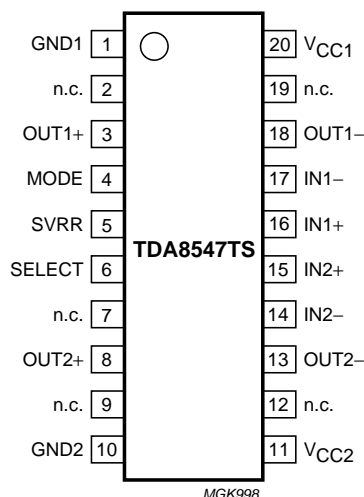 GND1 1 20 VCC1
n.c. 2 19 n.c.
OUT1+ 3 18 OUT1−
MODE 4 17 IN1−
SVRR 5 16 IN1+
TDA8547TS
SELECT 6 15 IN2+
n.c. 7 14 IN2−
OUT2+ 8 13 OUT2−
n.c. 9 12 n.c.
GND2 10 11 VCC2
MGK998